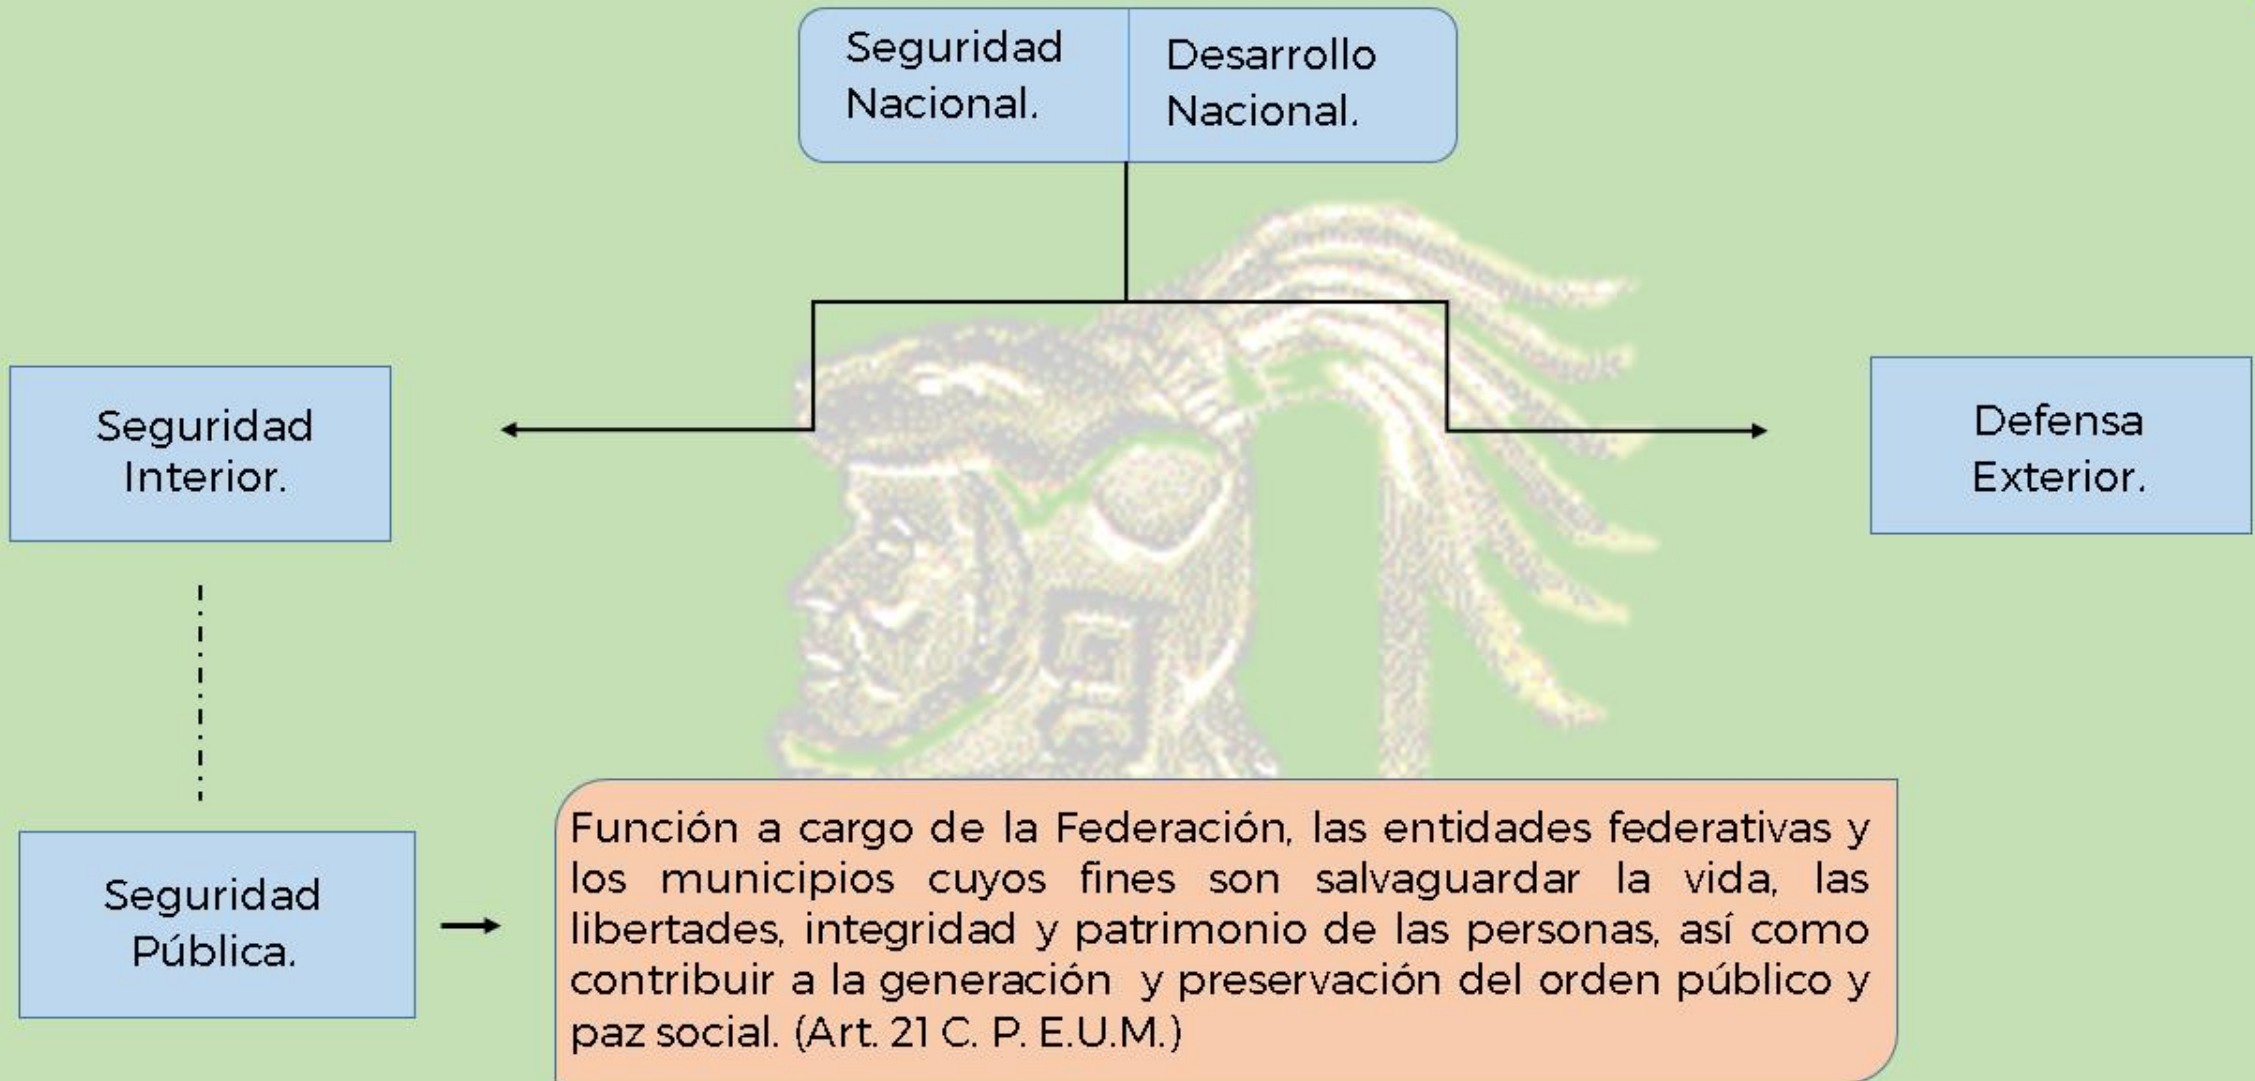 Seguridad
Nacional.
Desarrollo
Nacional.
Seguridad
Interior.
Defensa
Exterior.
Seguridad
Pública.
Función a cargo de la Federación, las entidades federativas y
los municipios cuyos fines son salvaguardar la vida, las
libertades, integridad y patrimonio de las personas, así como
contribuir a la generación y preservación del orden público y
paz social. (Art. 21 C. P. E.U.M.)